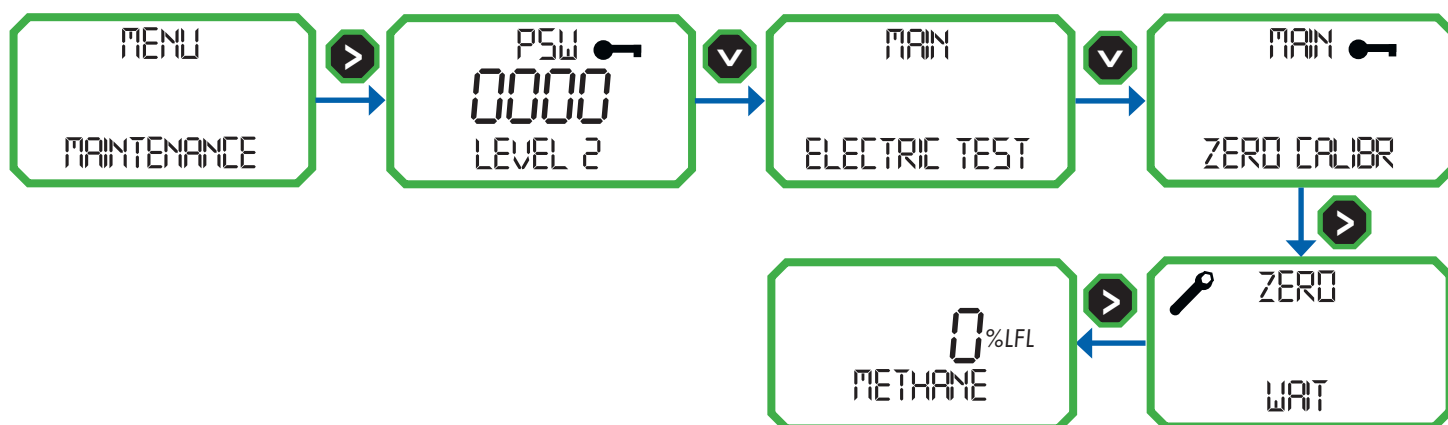 MENU
MAINTENANCE
>
PSW
0000
LEVEL 2
v
MAIN
ELECTRIC TEST
v
MAIN
ZERO CALIBR
>
ZERO
WAIT
>
0 %LFL
METHANE